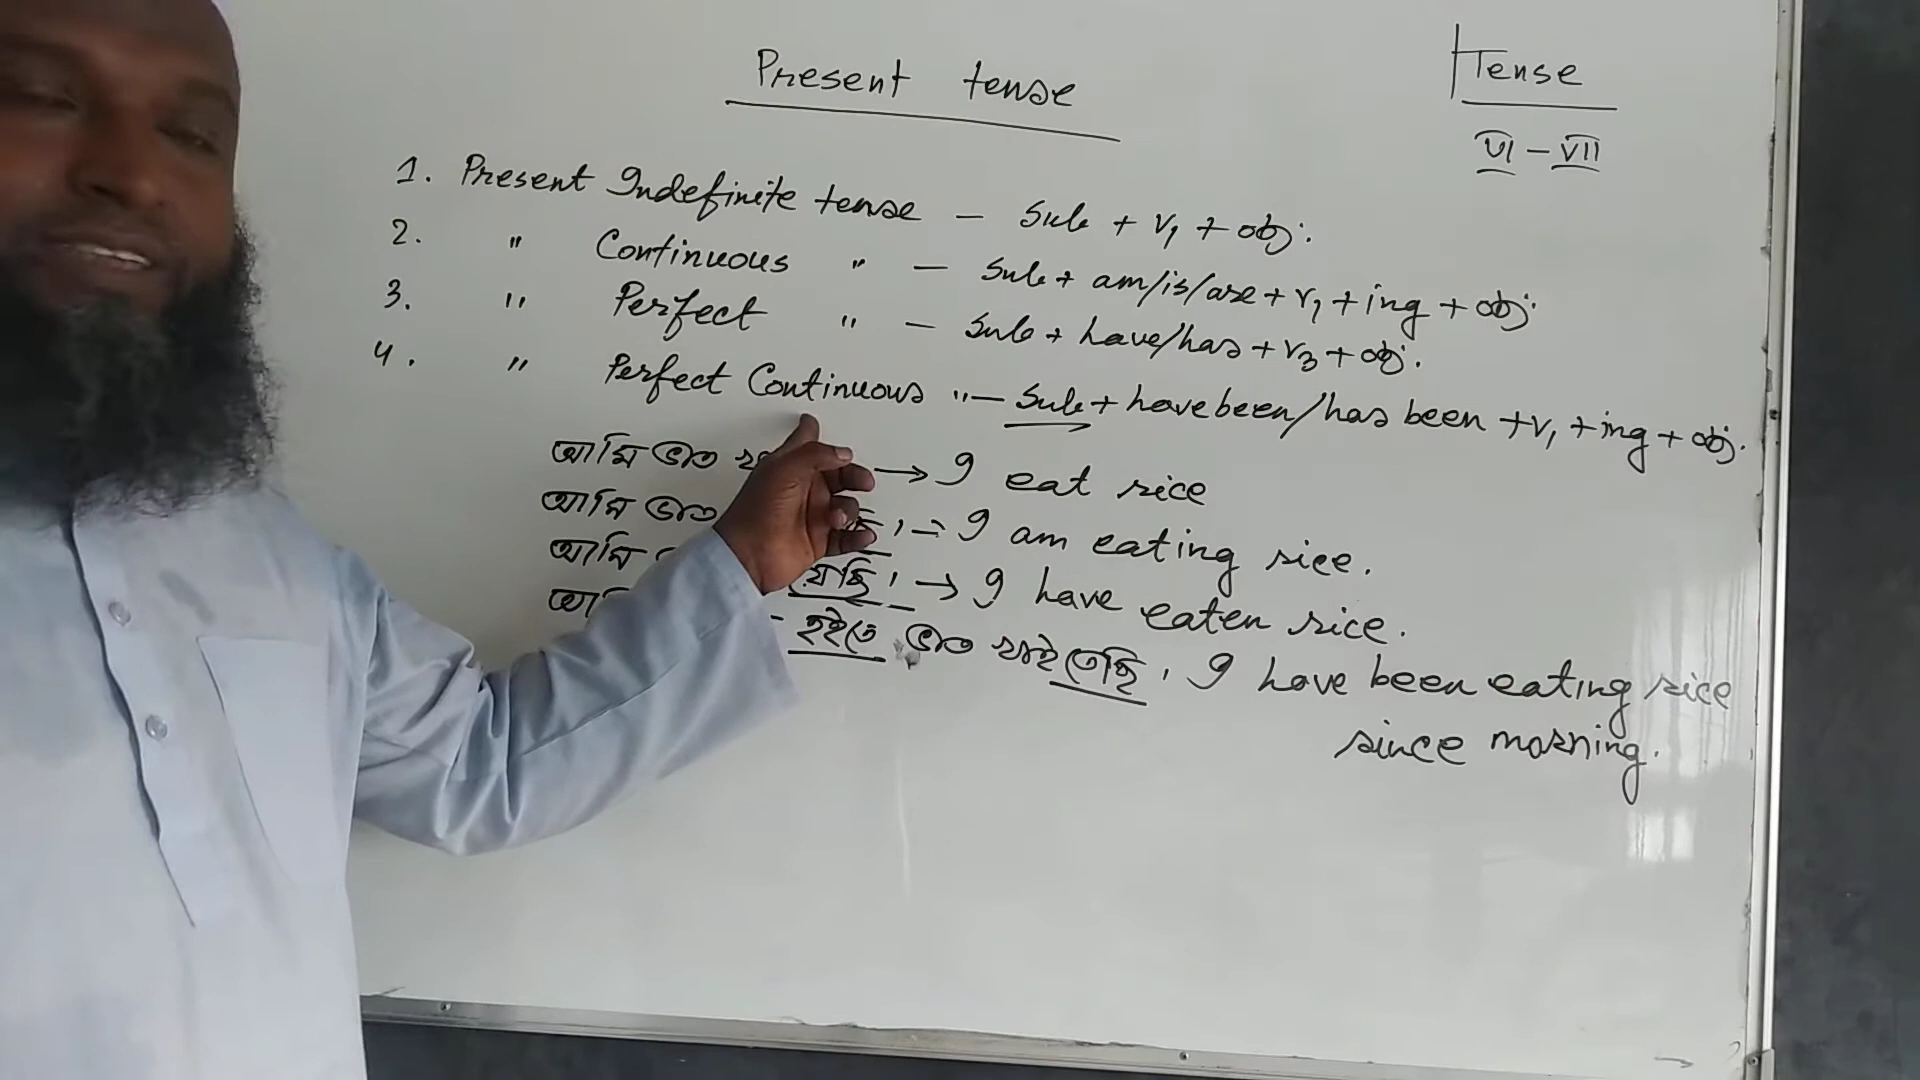 Present tense
Tense
VI - VII
1. Present Indefinite tense - Sub + V1 + obj.
2. " Continuous " - Sub + am/is/are + V1 + ing + obj.
3. " Perfect " - Sub + have/has + V3 + obj.
4. " Perfect Continuous " - Sub + have been/has been + V1 + ing + obj.
আমি ভাত → I eat rice
আমি ভাত = I am eating rice.
আমি → I have eaten rice.
হইতে ভাত খাইতেছি। I have been eating rice
since morning.